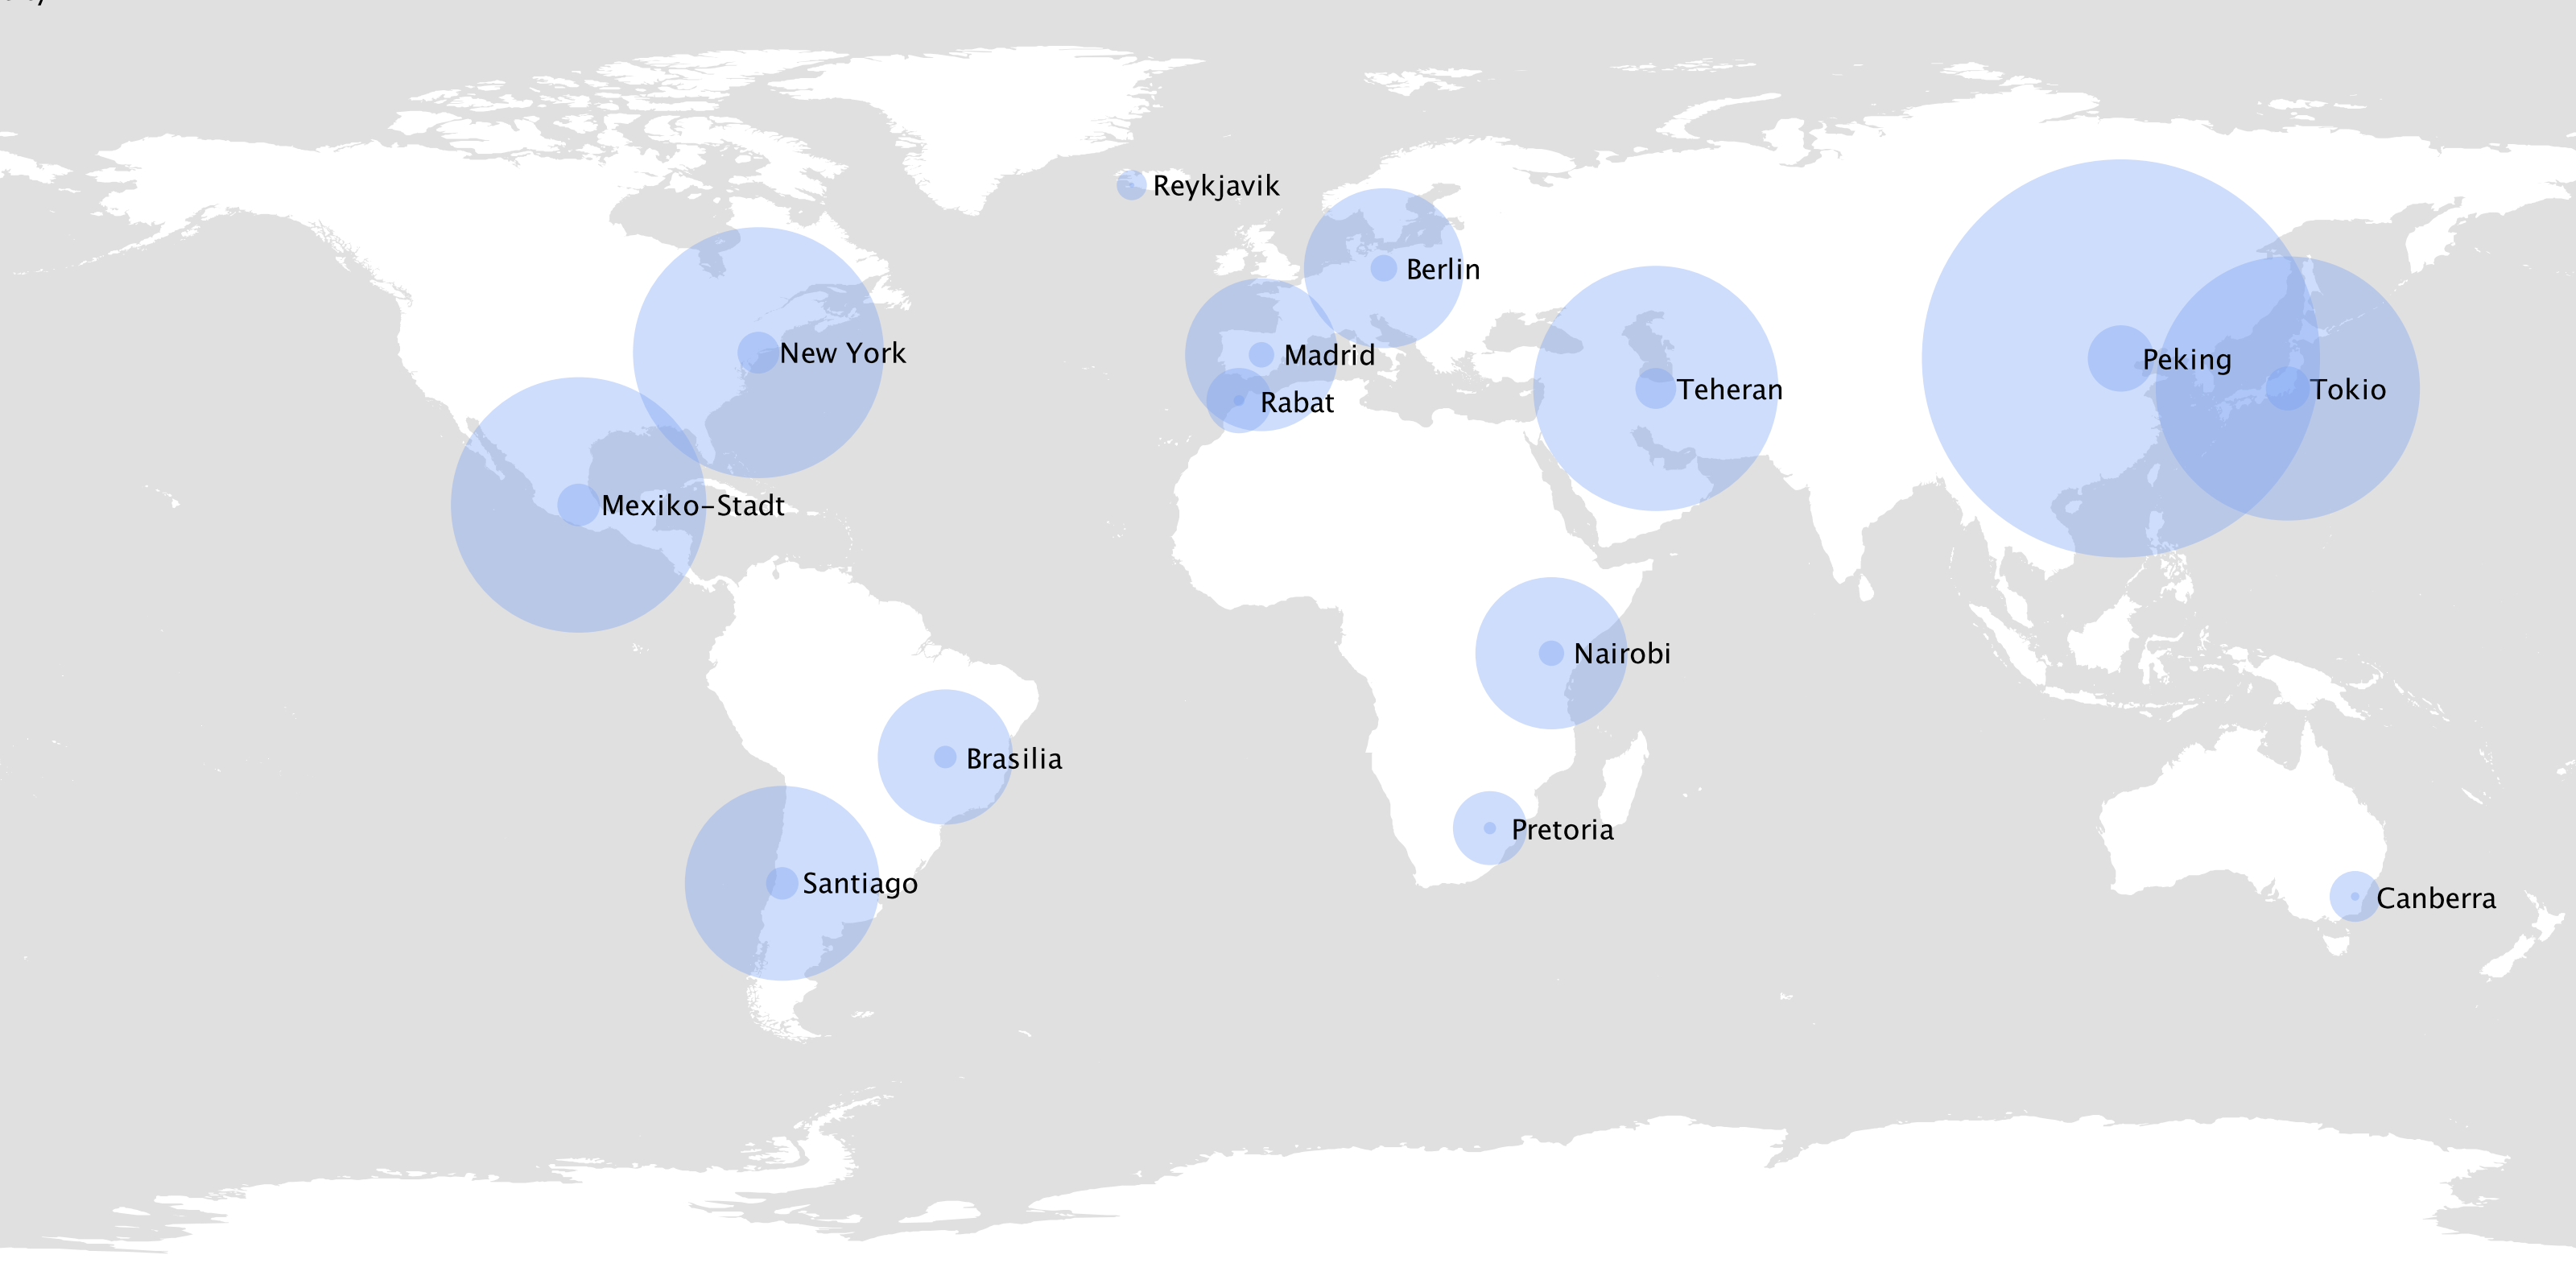 Reykjavik
Berlin
New York
Madrid
Peking
Teheran
Tokio
Rabat
Mexiko-Stadt
Nairobi
Brasilia
Pretoria
Santiago
Canberra